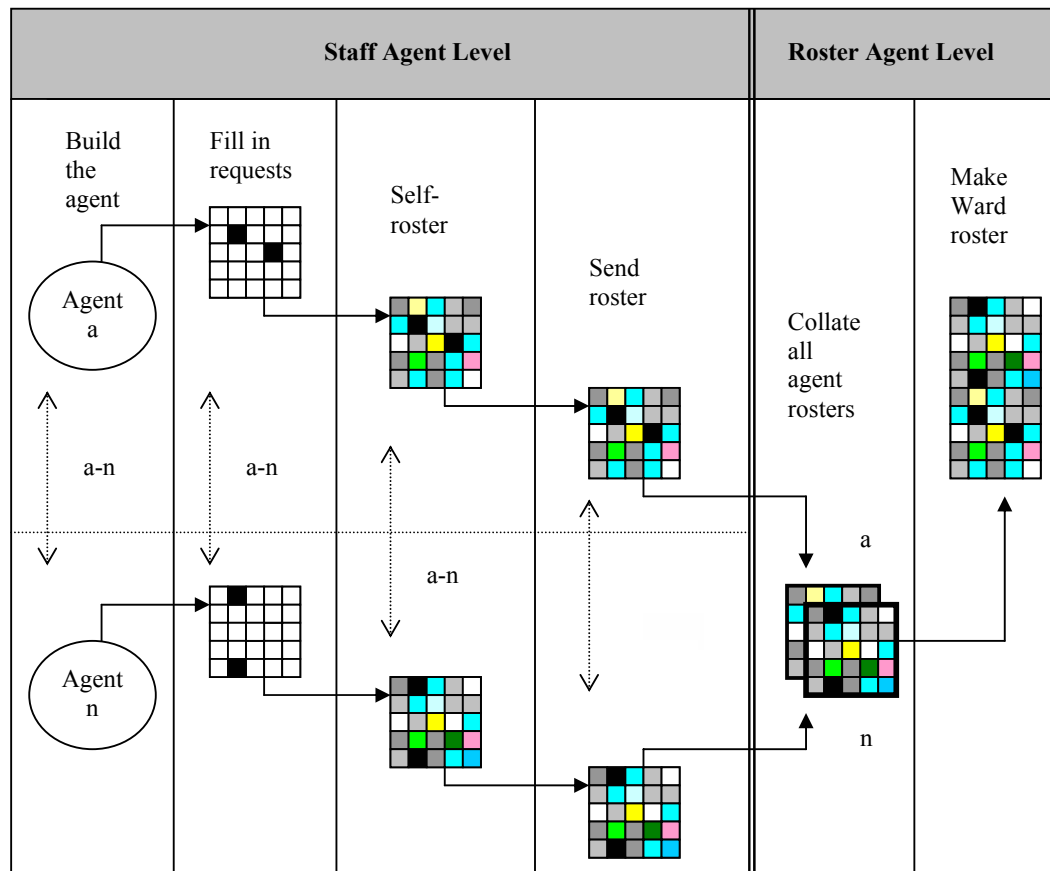 Staff Agent Level
Roster Agent Level
Build
the
agent
Fill in
requests
Self-
roster
Send
roster
Collate
all
agent
rosters
Make
Ward
roster
Agent
a
a-n
a-n
a-n
a
Agent
n
n